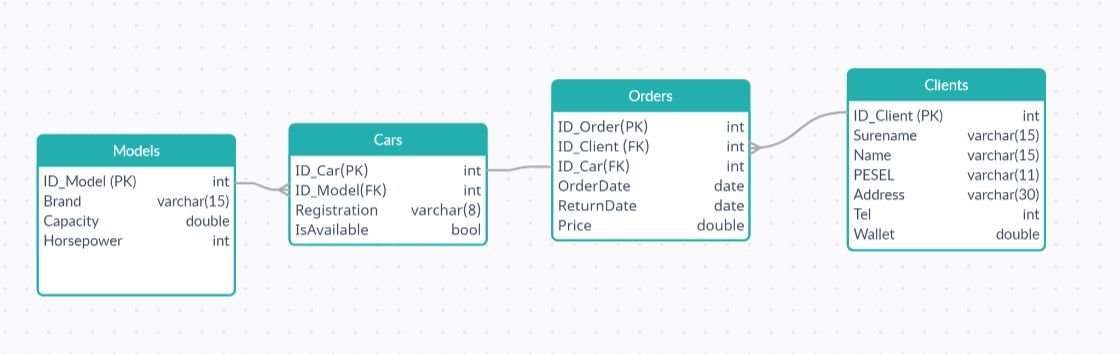 Models
ID_Model (PK) int
Brand varchar(15)
Capacity double
Horsepower int
Cars
ID_Car(PK) int
ID_Model(FK) int
Registration varchar(8)
IsAvailable bool
Orders
ID_Order(PK) int
ID_Client (FK) int
ID_Car(FK) int
OrderDate date
ReturnDate date
Price double
Clients
ID_Client (PK) int
Surename varchar(15)
Name varchar(15)
PESEL varchar(11)
Address varchar(30)
Tel int
Wallet double